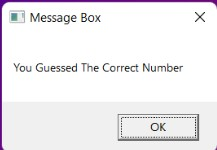 Message Box
You Guessed The Correct Number
OK